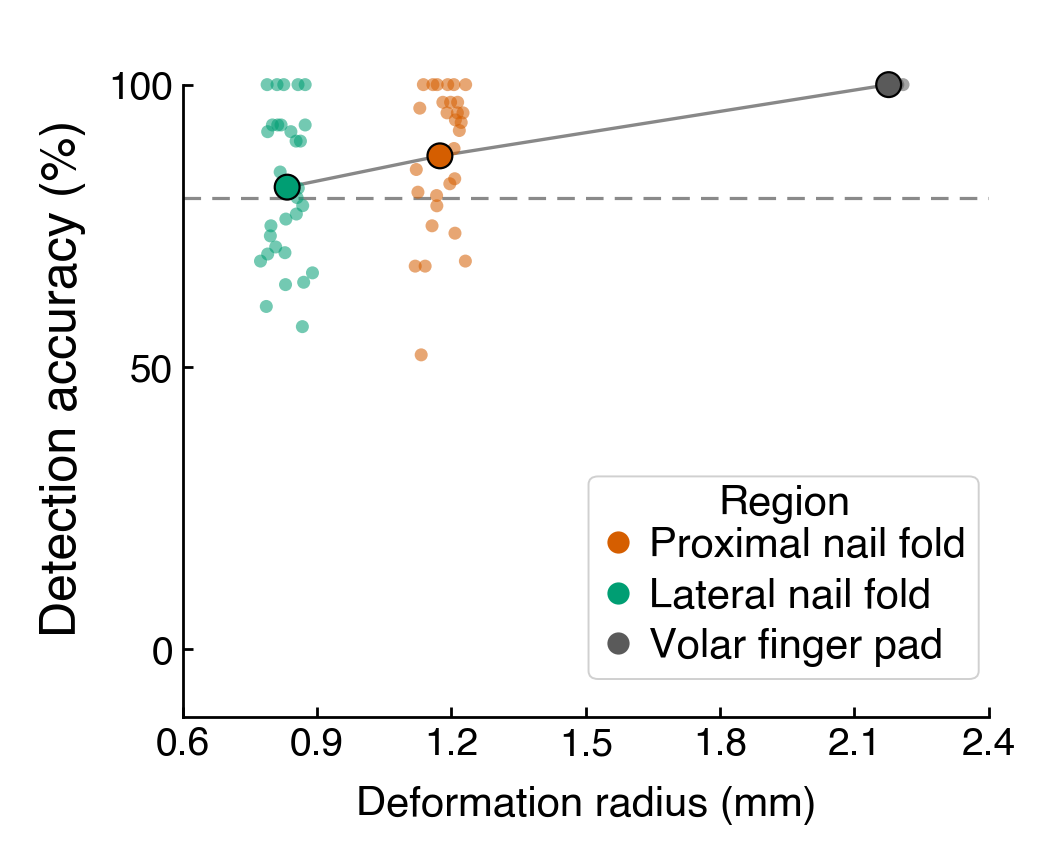 Detection accuracy (%)
100
50
0
Region
Proximal nail fold
Lateral nail fold
Volar finger pad
0.6 0.9 1.2 1.5 1.8 2.1 2.4
Deformation radius (mm)